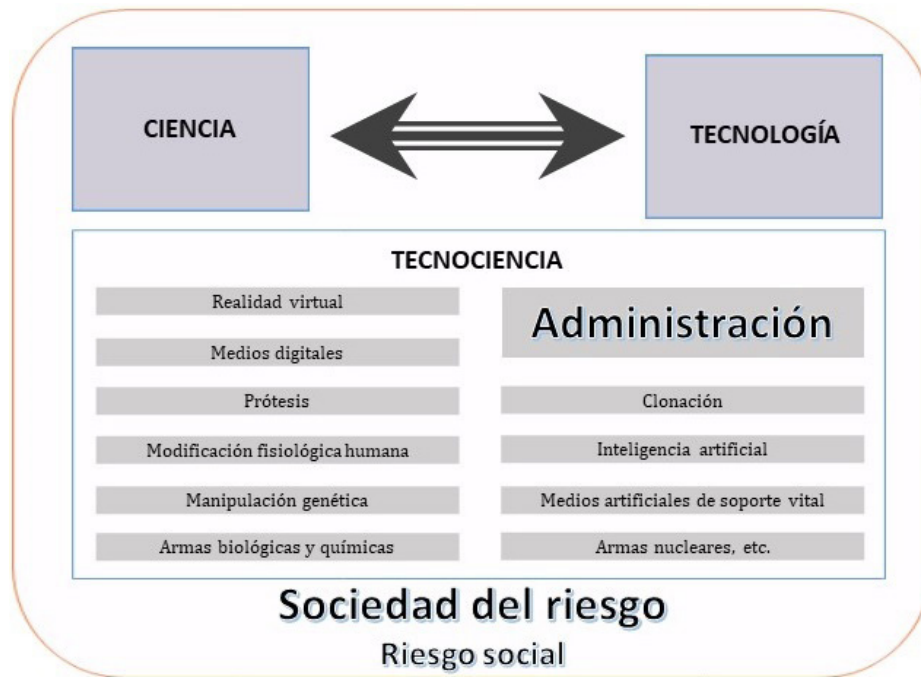 CIENCIA
TECNOLOGÍA
TECNOCIENCIA
Realidad virtual
Medios digitales
Prótesis
Modificación fisiológica humana
Manipulación genética
Armas biológicas y químicas
Administración
Clonación
Inteligencia artificial
Medios artificiales de soporte vital
Armas nucleares, etc.
Sociedad del riesgo
Riesgo social